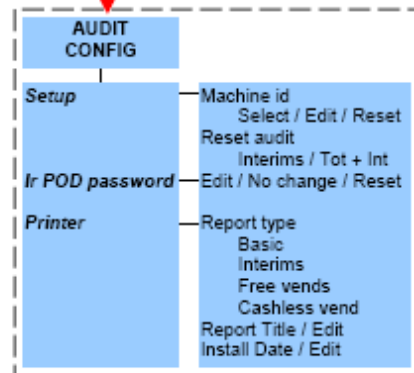 AUDIT
CONFIG
Setup
Machine id
Select / Edit / Reset
Reset audit
Interims / Tot + Int
Ir POD password
Edit / No change / Reset
Printer
Report type
Basic
Interims
Free vends
Cashless vend
Report Title / Edit
Install Date / Edit